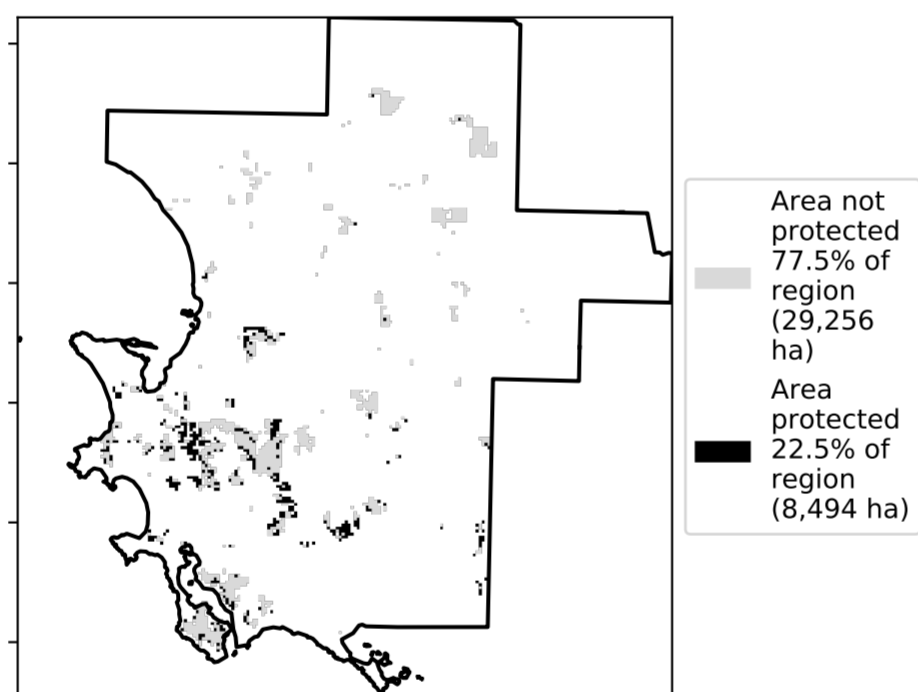 Area not
protected
77.5% of
region
(29,256
ha)
Area
protected
22.5% of
region
(8,494 ha)